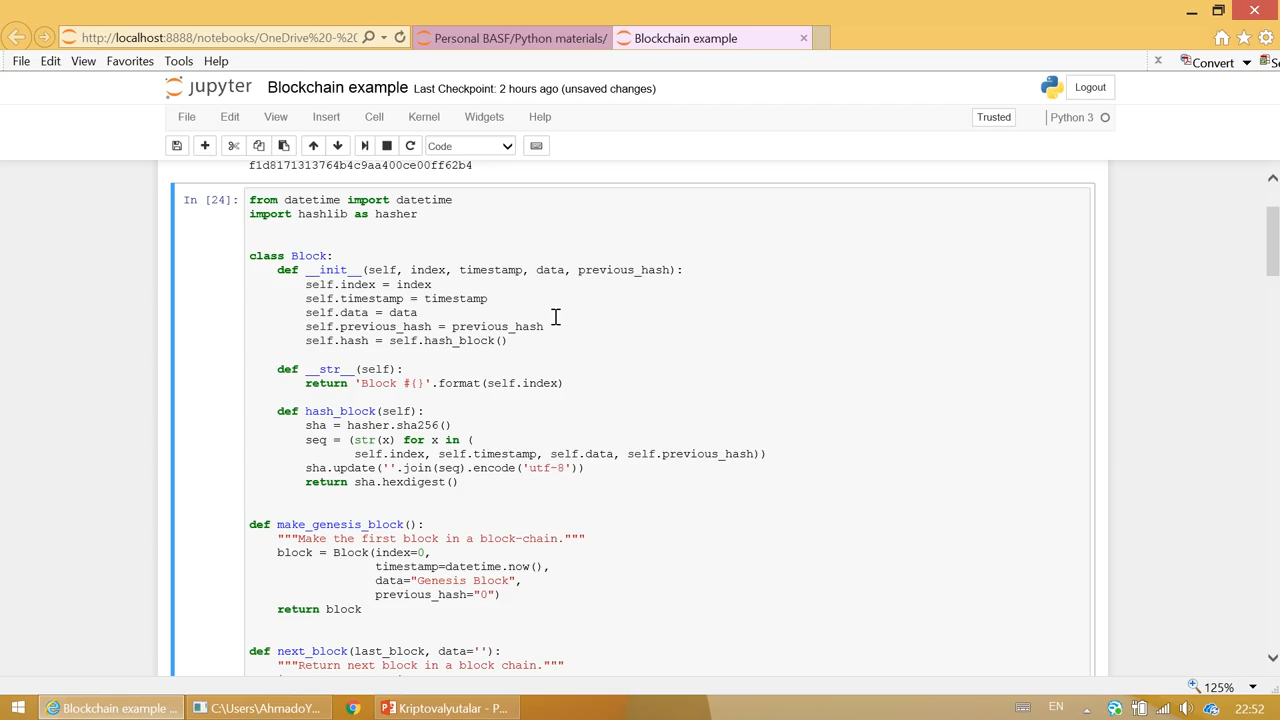 http://localhost:8888/notebooks/OneDrive%20-%20C
Personal BASF/Python materials/
Blockchain example
File Edit View Favorites Tools Help
Convert
jupyter Blockchain example Last Checkpoint: 2 hours ago (unsaved changes)
Logout
File Edit View Insert Cell Kernel Widgets Help
Trusted
Python 3
Code
f1d8171313764b4c9aa400ce00ff62b4
In [24]:
from datetime import datetime
import hashlib as hasher
class Block:
def __init__(self, index, timestamp, data, previous_hash):
self.index = index
self.timestamp = timestamp
self.data = data
self.previous_hash = previous_hash
self.hash = self.hash_block()
def __str__(self):
return 'Block #{}'.format(self.index)
def hash_block(self):
sha = hasher.sha256()
seq = (str(x) for x in (
self.index, self.timestamp, self.data, self.previous_hash))
sha.update(''.join(seq).encode('utf-8'))
return sha.hexdigest()
def make_genesis_block():
"""Make the first block in a block-chain."""
block = Block(index=0,
timestamp=datetime.now(),
data="Genesis Block",
previous_hash="0")
return block
def next_block(last_block, data=''):
"""Return next block in a block chain."""
125%
Blockchain example ...
C:\Users\AhmadoY...
Kriptovalyutalar - P...
EN
22:52